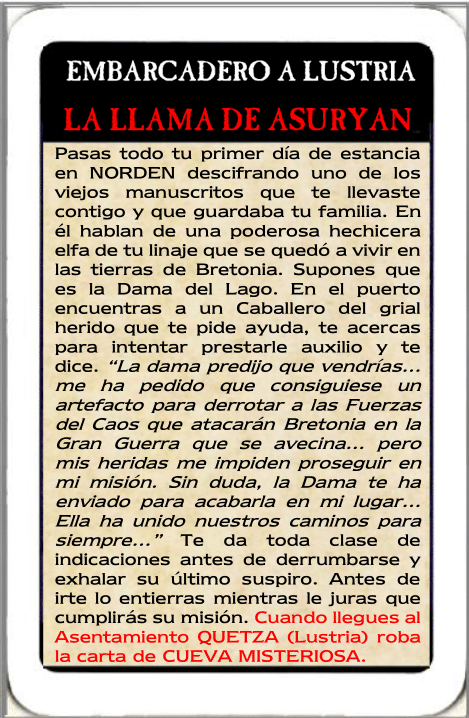 EMBARCADERO A LUSTRIA
LA LLAMA DE ASURYAN
Pasas todo tu primer día de estancia
en NORDEN descifrando uno de los
viejos manuscritos que te llevaste
contigo y que guardaba tu familia. En
él hablan de una poderosa hechicera
elfa de tu linaje que se quedó a vivir en
las tierras de Bretonia. Supones que
es la Dama del Lago. En el puerto
encuentras a un Caballero del grial
herido que te pide ayuda, te acercas
para intentar prestarle auxilio y te
dice. “La dama predijo que vendrías...
me ha pedido que consiguiese un
artefacto para derrotar a las Fuerzas
del Caos que atacarán Bretonia en la
Gran Guerra que se avecina... pero
mis heridas me impiden proseguir en
mi misión. Sin duda, la Dama te ha
enviado para acabarla en mi lugar...
Ella ha unido nuestros caminos para
siempre...” Te da toda clase de
indicaciones antes de derrumbarse y
exhalar su último suspiro. Antes de
irte lo entierras mientras le juras que
cumplirás su misión. Cuando llegues al
Asentamiento QUETZA (Lustria) roba
la carta de CUEVA MISTERIOSA.